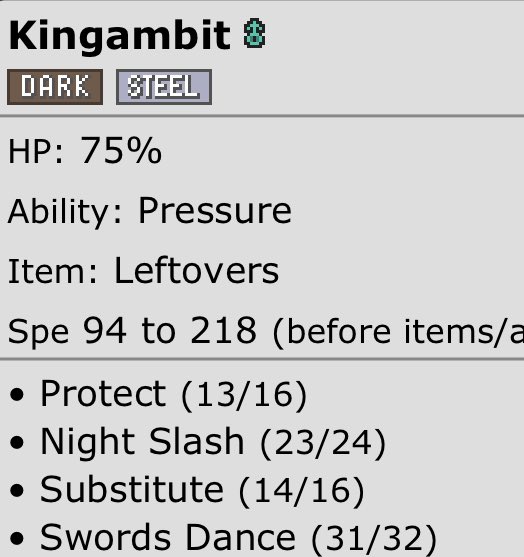 Kingambit
DARK STEEL
HP: 75%
Ability: Pressure
Item: Leftovers
Spe 94 to 218 (before items/a
• Protect (13/16)
• Night Slash (23/24)
• Substitute (14/16)
• Swords Dance (31/32)